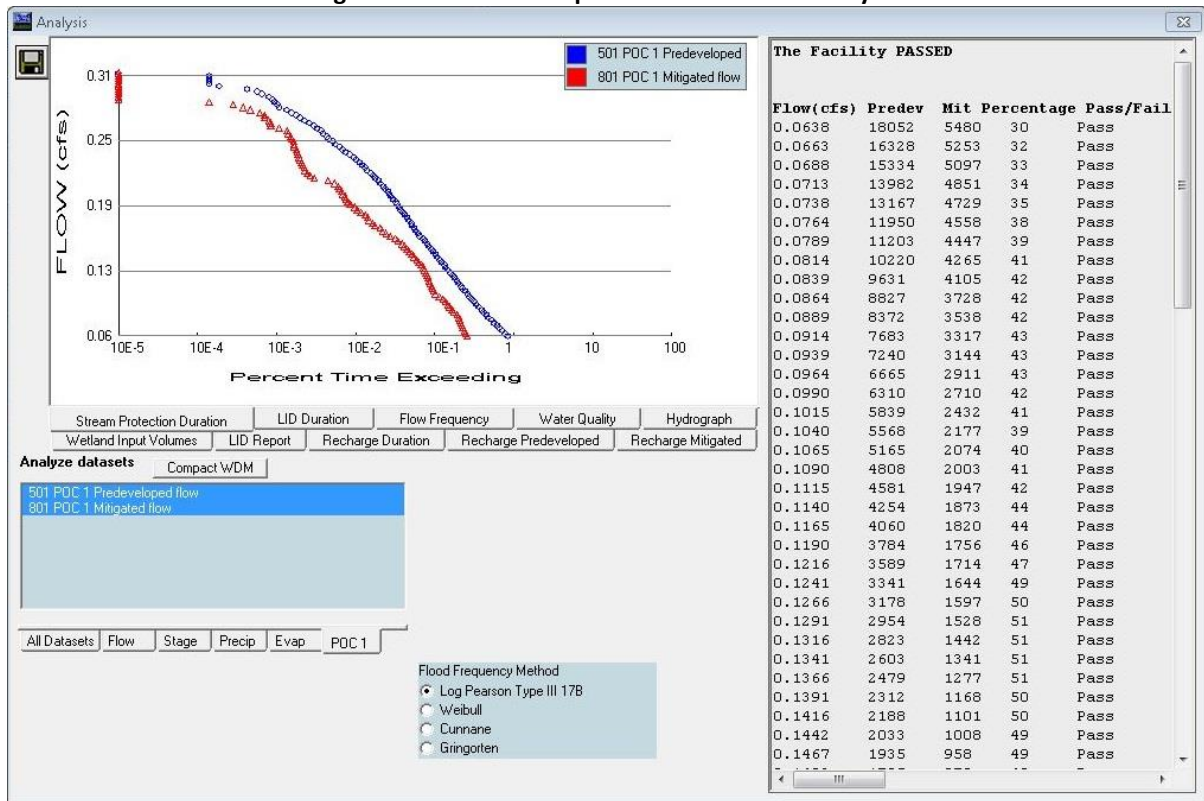 Analysis
501 POC 1 Predeveloped
801 POC 1 Mitigated flow
FLOW (cfs)
0.31
0.25
0.19
0.13
0.06
10E-5 10E-4 10E-3 10E-2 10E-1 1 10 100
Percent Time Exceeding
Stream Protection Duration LID Duration Flow Frequency Water Quality Hydrograph
Wetland Input Volumes LID Report Recharge Duration Recharge Predeveloped Recharge Mitigated
Analyze datasets Compact WDM
501 POC 1 Predeveloped flow
801 POC 1 Mitigated flow
All Datasets Flow Stage Precip Evap POC 1
Flood Frequency Method
Log Pearson Type III 17B
Weibull
Cunnane
Gringorten
The Facility PASSED
Flow(cfs) Predev Mit Percentage Pass/Fail
0.0638 18052 5480 30 Pass
0.0663 16328 5253 32 Pass
0.0688 15334 5097 33 Pass
0.0713 13982 4851 34 Pass
0.0738 13167 4729 35 Pass
0.0764 11950 4558 38 Pass
0.0789 11203 4447 39 Pass
0.0814 10220 4265 41 Pass
0.0839 9631 4105 42 Pass
0.0864 8827 3728 42 Pass
0.0889 8372 3538 42 Pass
0.0914 7683 3317 43 Pass
0.0939 7240 3144 43 Pass
0.0964 6665 2911 43 Pass
0.0990 6310 2710 42 Pass
0.1015 5839 2432 41 Pass
0.1040 5568 2177 39 Pass
0.1065 5165 2074 40 Pass
0.1090 4808 2003 41 Pass
0.1115 4581 1947 42 Pass
0.1140 4254 1873 44 Pass
0.1165 4060 1820 44 Pass
0.1190 3784 1756 46 Pass
0.1216 3589 1714 47 Pass
0.1241 3341 1644 49 Pass
0.1266 3178 1597 50 Pass
0.1291 2954 1528 51 Pass
0.1316 2823 1442 51 Pass
0.1341 2603 1341 51 Pass
0.1366 2479 1277 51 Pass
0.1391 2312 1168 50 Pass
0.1416 2188 1101 50 Pass
0.1442 2033 1008 49 Pass
0.1467 1935 958 49 Pass